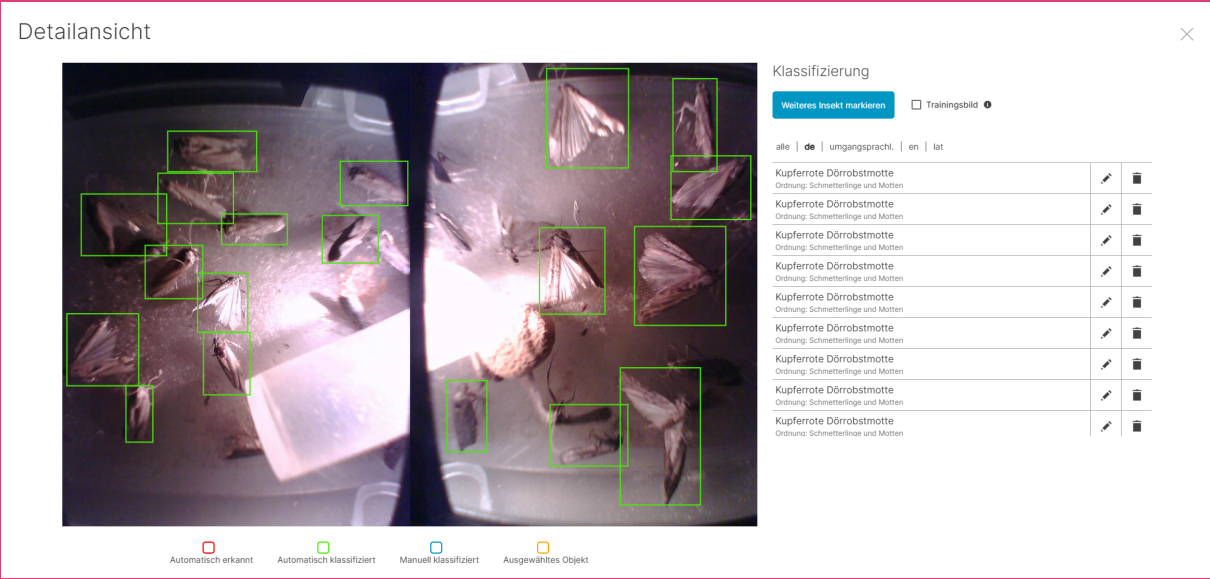 Detailansicht
Klassifizierung
Weiteres Insekt markieren
Trainingsbild
alle | de | umgangsprachl. | en | lat
Kupferrote Dörrobstmotte
Ordnung: Schmetterlinge und Motten
Kupferrote Dörrobstmotte
Ordnung: Schmetterlinge und Motten
Kupferrote Dörrobstmotte
Ordnung: Schmetterlinge und Motten
Kupferrote Dörrobstmotte
Ordnung: Schmetterlinge und Motten
Kupferrote Dörrobstmotte
Ordnung: Schmetterlinge und Motten
Kupferrote Dörrobstmotte
Ordnung: Schmetterlinge und Motten
Kupferrote Dörrobstmotte
Ordnung: Schmetterlinge und Motten
Kupferrote Dörrobstmotte
Ordnung: Schmetterlinge und Motten
Kupferrote Dörrobstmotte
Ordnung: Schmetterlinge und Motten
Automatisch erkannt
Automatisch klassifiziert
Manuell klassifiziert
Ausgewähltes Objekt